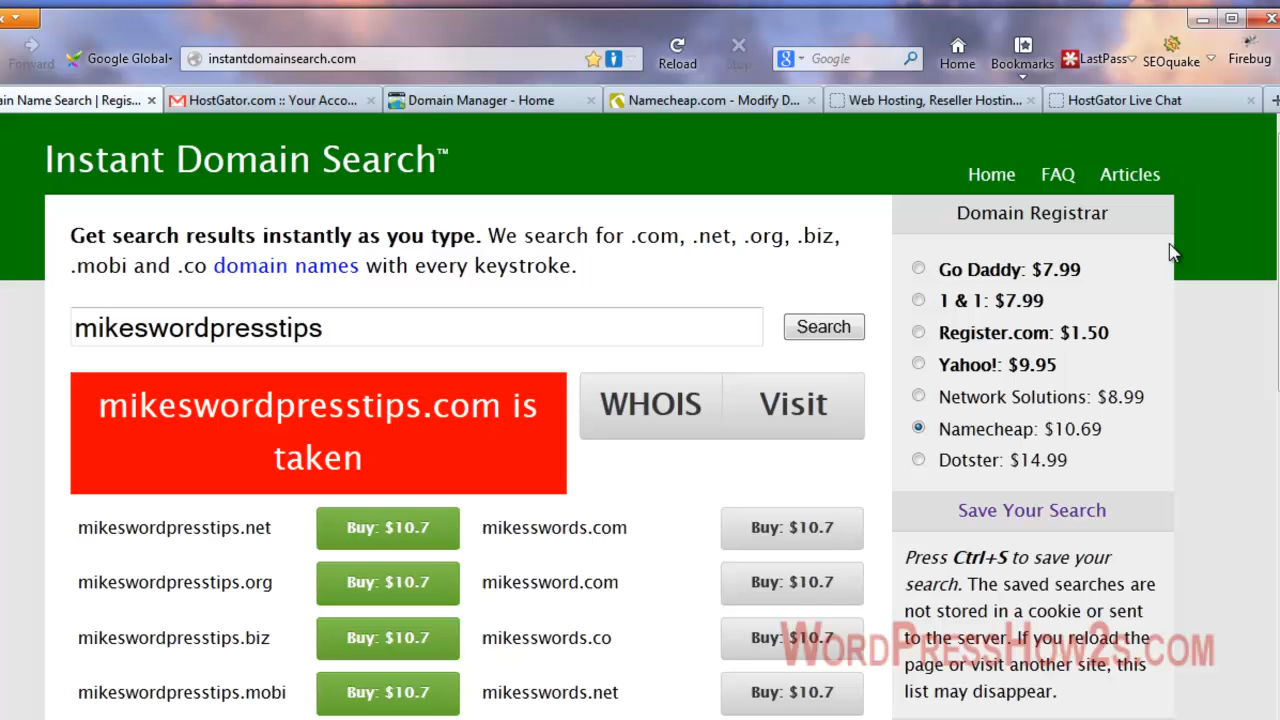 Forward
Google Global
instantdomainsearch.com
Reload
Stop
Google
Home
Bookmarks
LastPass
SEOquake
Firebug
ain Name Search | Regis...
HostGator.com :: Your Acco...
Domain Manager - Home
Namecheap.com - Modify D...
Web Hosting, Reseller Hostin...
HostGator Live Chat
Instant Domain Search™
Home FAQ Articles
Get search results instantly as you type. We search for .com, .net, .org, .biz,
.mobi and .co domain names with every keystroke.
mikeswordpresstips
Search
mikeswordpresstips.com is
taken
WHOIS Visit
mikeswordpresstips.net Buy: $10.7 mikesswords.com Buy: $10.7
mikeswordpresstips.org Buy: $10.7 mikessword.com Buy: $10.7
mikeswordpresstips.biz Buy: $10.7 mikesswords.co Buy: $10.7
mikeswordpresstips.mobi Buy: $10.7 mikesswords.net Buy: $10.7
Domain Registrar
Go Daddy: $7.99
1 & 1: $7.99
Register.com: $1.50
Yahoo!: $9.95
Network Solutions: $8.99
Namecheap: $10.69
Dotster: $14.99
Save Your Search
Press Ctrl+S to save your
search. The saved searches are
not stored in a cookie or sent
to the server. If you reload the
page or visit another site, this
list may disappear.
WordPressHow2s.com